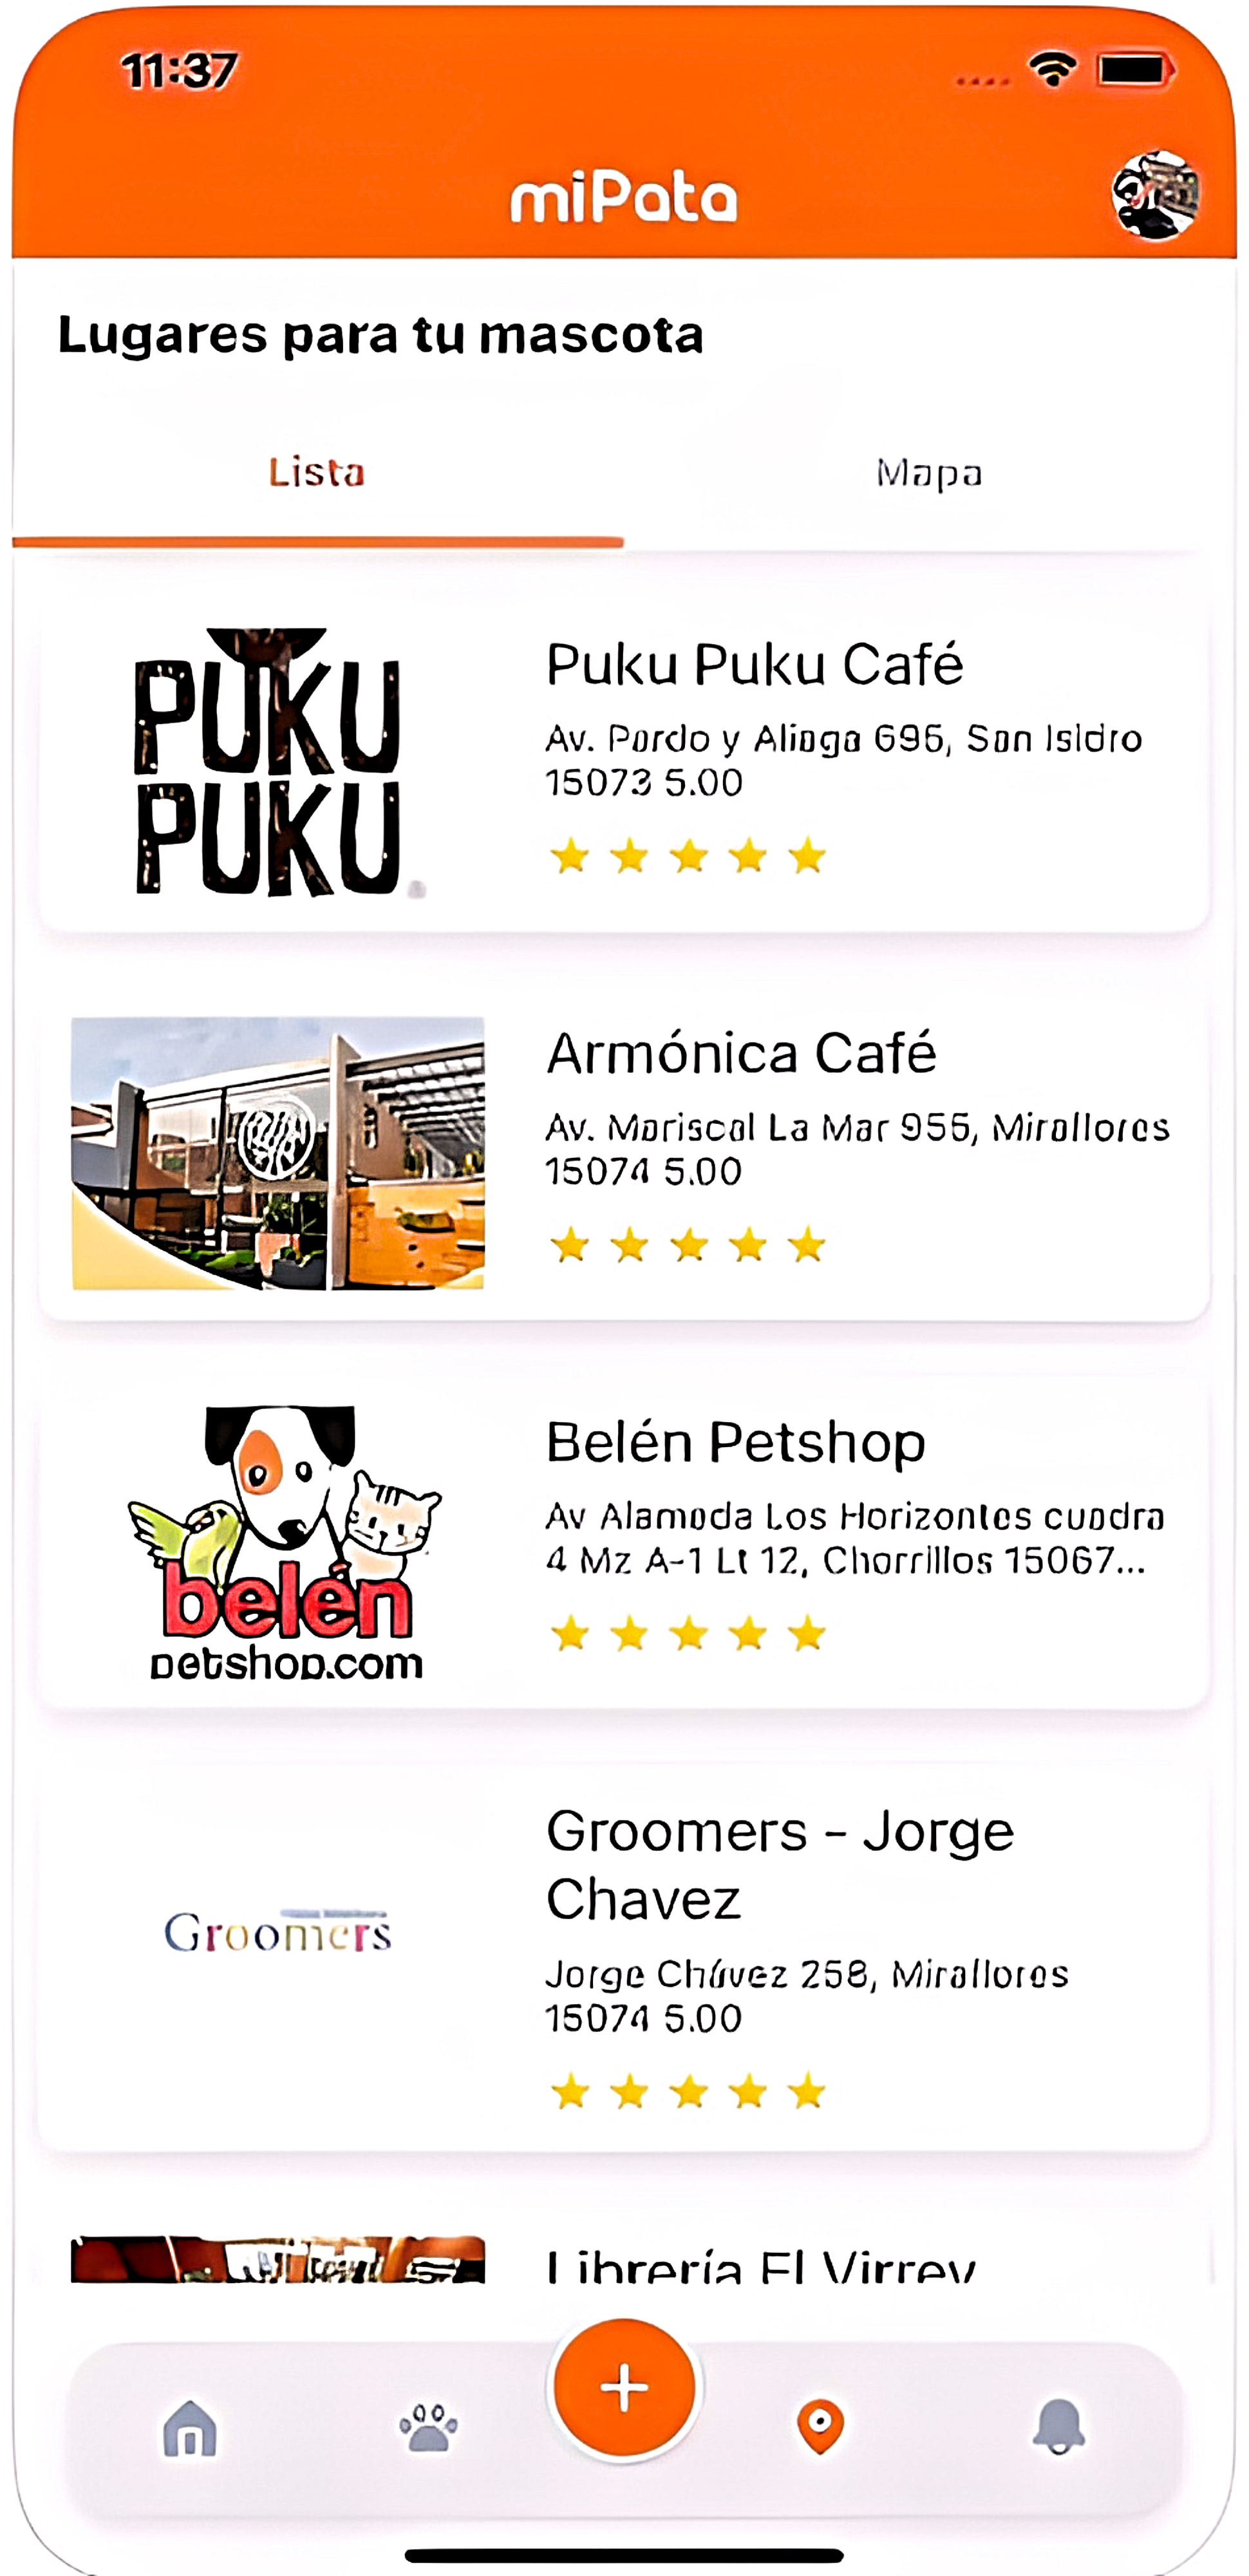 11:37
miPata
Lugares para tu mascota
Lista
Mapa
PUKU
PUKU
Puku Puku Café
Av. Pardo y Aliaga 695, San Isidro
15073 5.00
Armónica Café
Av. Mariscal La Mar 955, Miraflores
15074 5.00
belén
petshop.com
Belén Petshop
Av Alameda Los Horizontes cuadra
4 Mz A-1 Lt 12, Chorrillos 15067...
Groomers
Groomers - Jorge
Chavez
Jorge Chávez 258, Miraflores
15074 5.00
Librería El Virrey